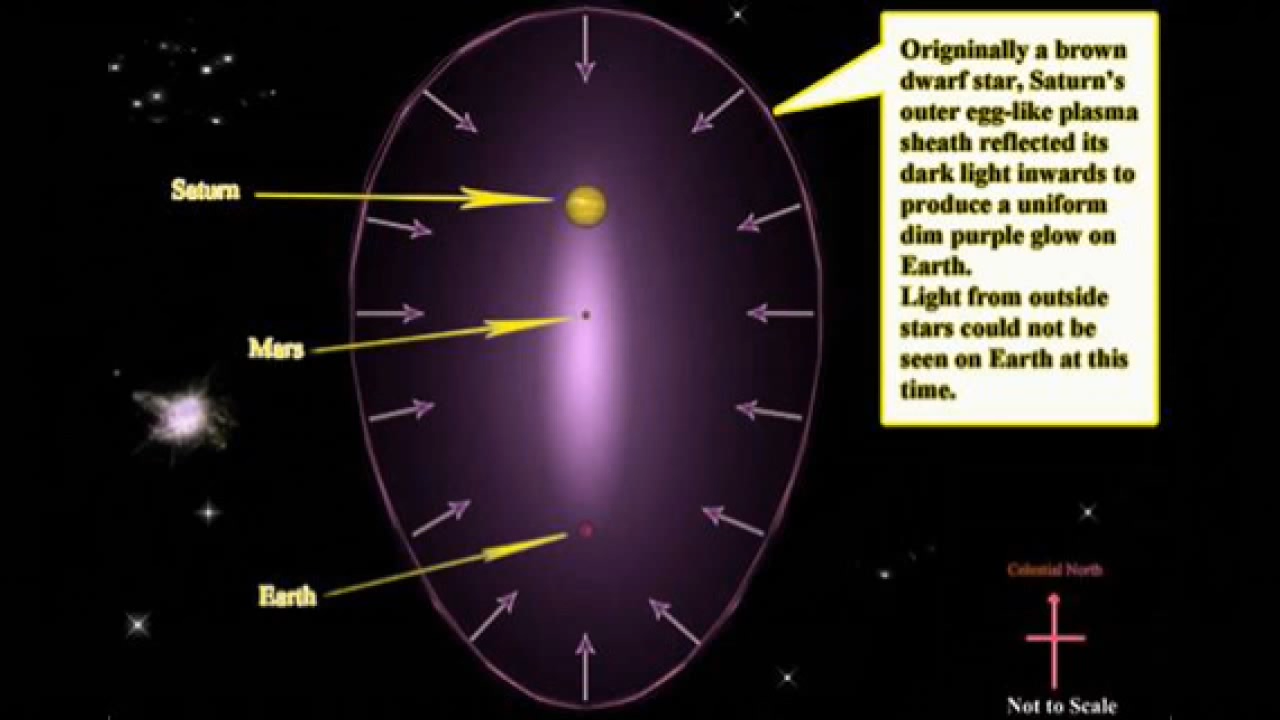 Origninally a brown
dwarf star, Saturn's
outer egg-like plasma
sheath reflected its
dark light inwards to
produce a uniform
dim purple glow on
Earth.
Light from outside
stars could not be
seen on Earth at this
time.
Saturn
Mars
Earth
Celestial North
Not to Scale